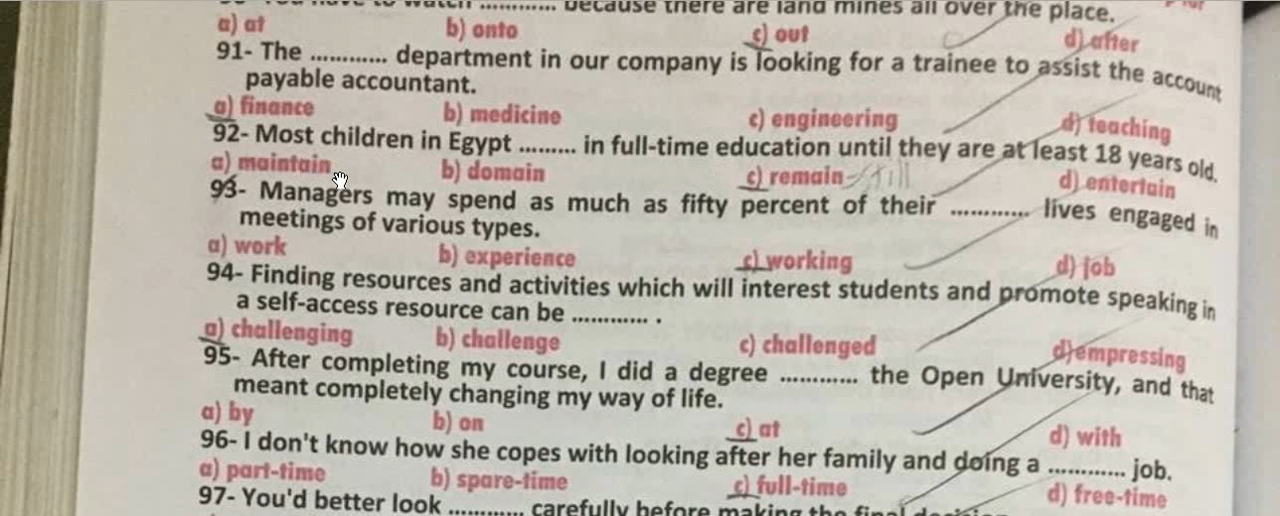 because there are land mines all over the place.
a) at b) onto c) out d) after
91- The ............ department in our company is looking for a trainee to assist the account
payable accountant.
a) finance b) medicine c) engineering d) teaching
92- Most children in Egypt ......... in full-time education until they are at least 18 years old.
a) maintain b) domain c) remain still d) entertain
93- Managers may spend as much as fifty percent of their ............ lives engaged in
meetings of various types.
a) work b) experience c) working d) job
94- Finding resources and activities which will interest students and promote speaking in
a self-access resource can be ............ .
a) challenging b) challenge c) challenged d) empressing
95- After completing my course, I did a degree ............ the Open University, and that
meant completely changing my way of life.
a) by b) on c) at d) with
96- I don't know how she copes with looking after her family and doing a ............ job.
a) part-time b) spare-time c) full-time d) free-time
97- You'd better look ............ carefully before making the final decision